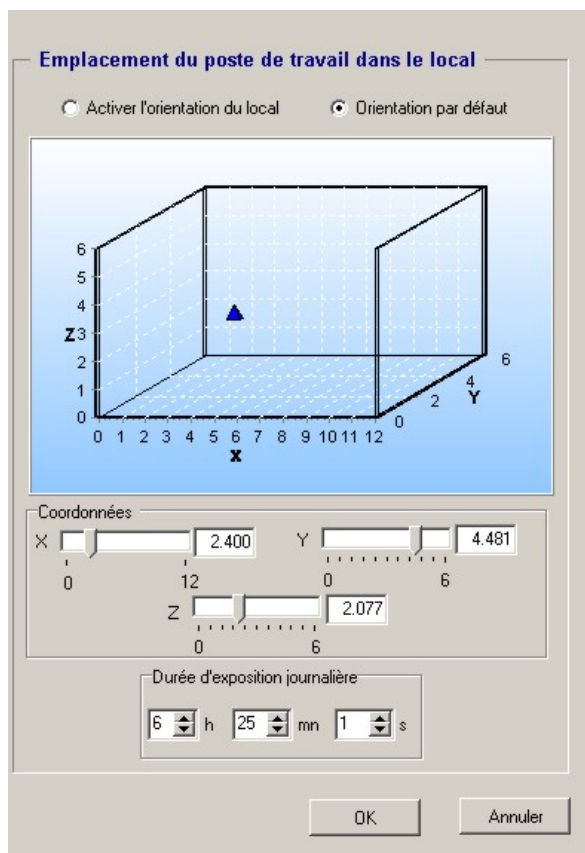 Emplacement du poste de travail dans le local
Activer l'orientation du local Orientation par défaut
6
5
4
Z 3
2
1
0
0 1 2 3 4 5 6 7 8 9 10 11 12
X
0 2 4 6
Y
Coordonnées
X 2.400 Y 4.481
0 12 0 6
Z 2.077
0 6
Durée d'exposition journalière
6 h 25 mn 1 s
OK Annuler